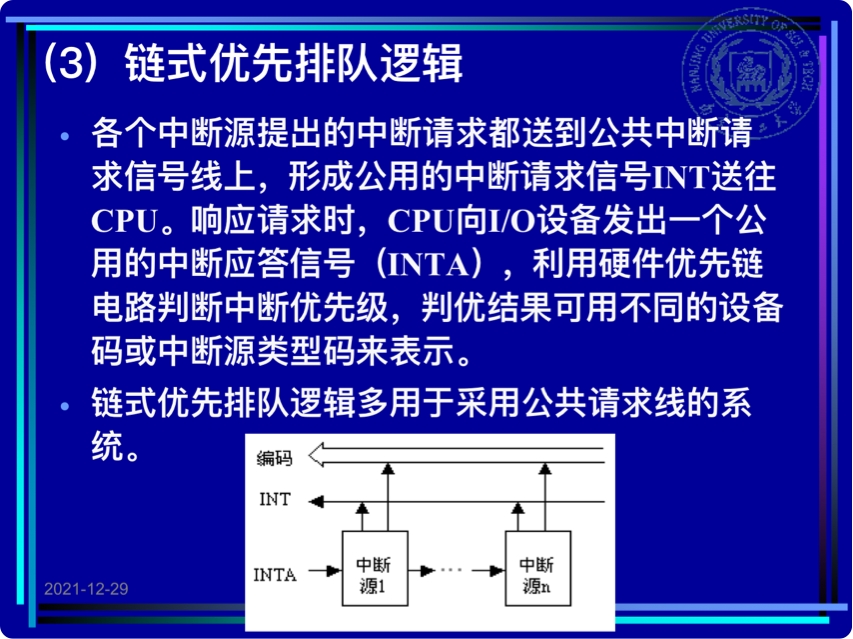 (3) 链式优先排队逻辑
• 各个中断源提出的中断请求都送到公共中断请
求信号线上，形成公用的中断请求信号INT送往
CPU。响应请求时，CPU向I/O设备发出一个公
用的中断应答信号（INTA），利用硬件优先链
电路判断中断优先级，判优结果可用不同的设备
码或中断源类型码来表示。
• 链式优先排队逻辑多用于采用公共请求线的系
统。
编码
INT
INTA
中断
源1
···
中断
源n
2021-12-29
NANJING UNIVERSITY OF SCI & TECH